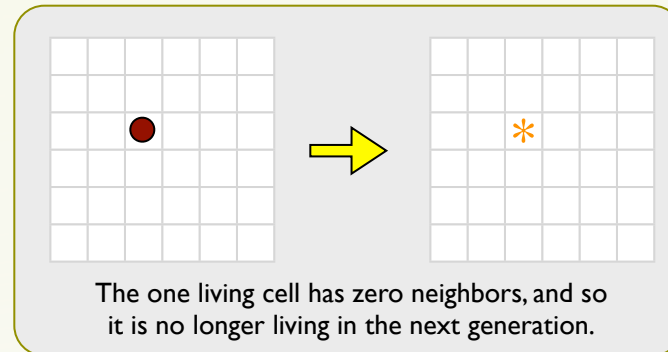 The one living cell has zero neighbors, and so
it is no longer living in the next generation.